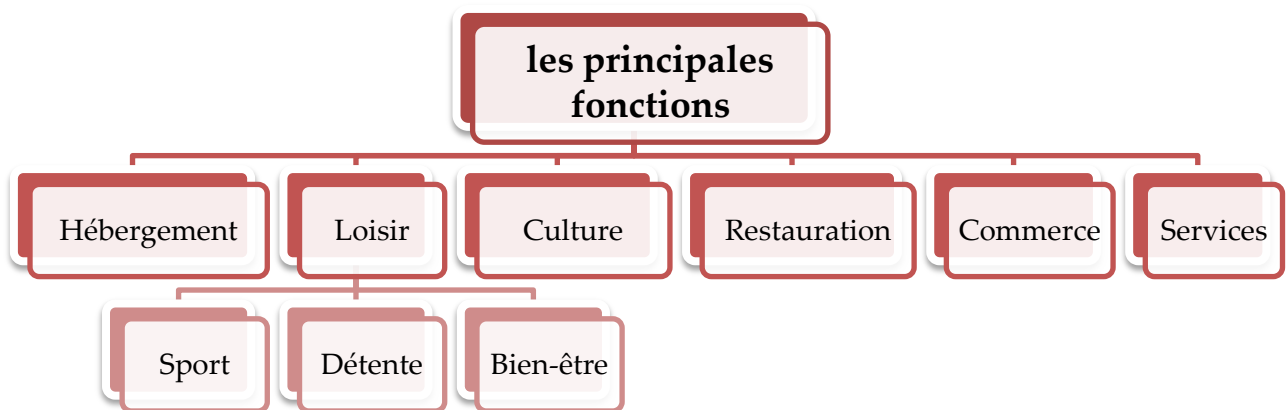 les principales
fonctions
Hébergement
Loisir
Culture
Restauration
Commerce
Services
Sport
Détente
Bien-être